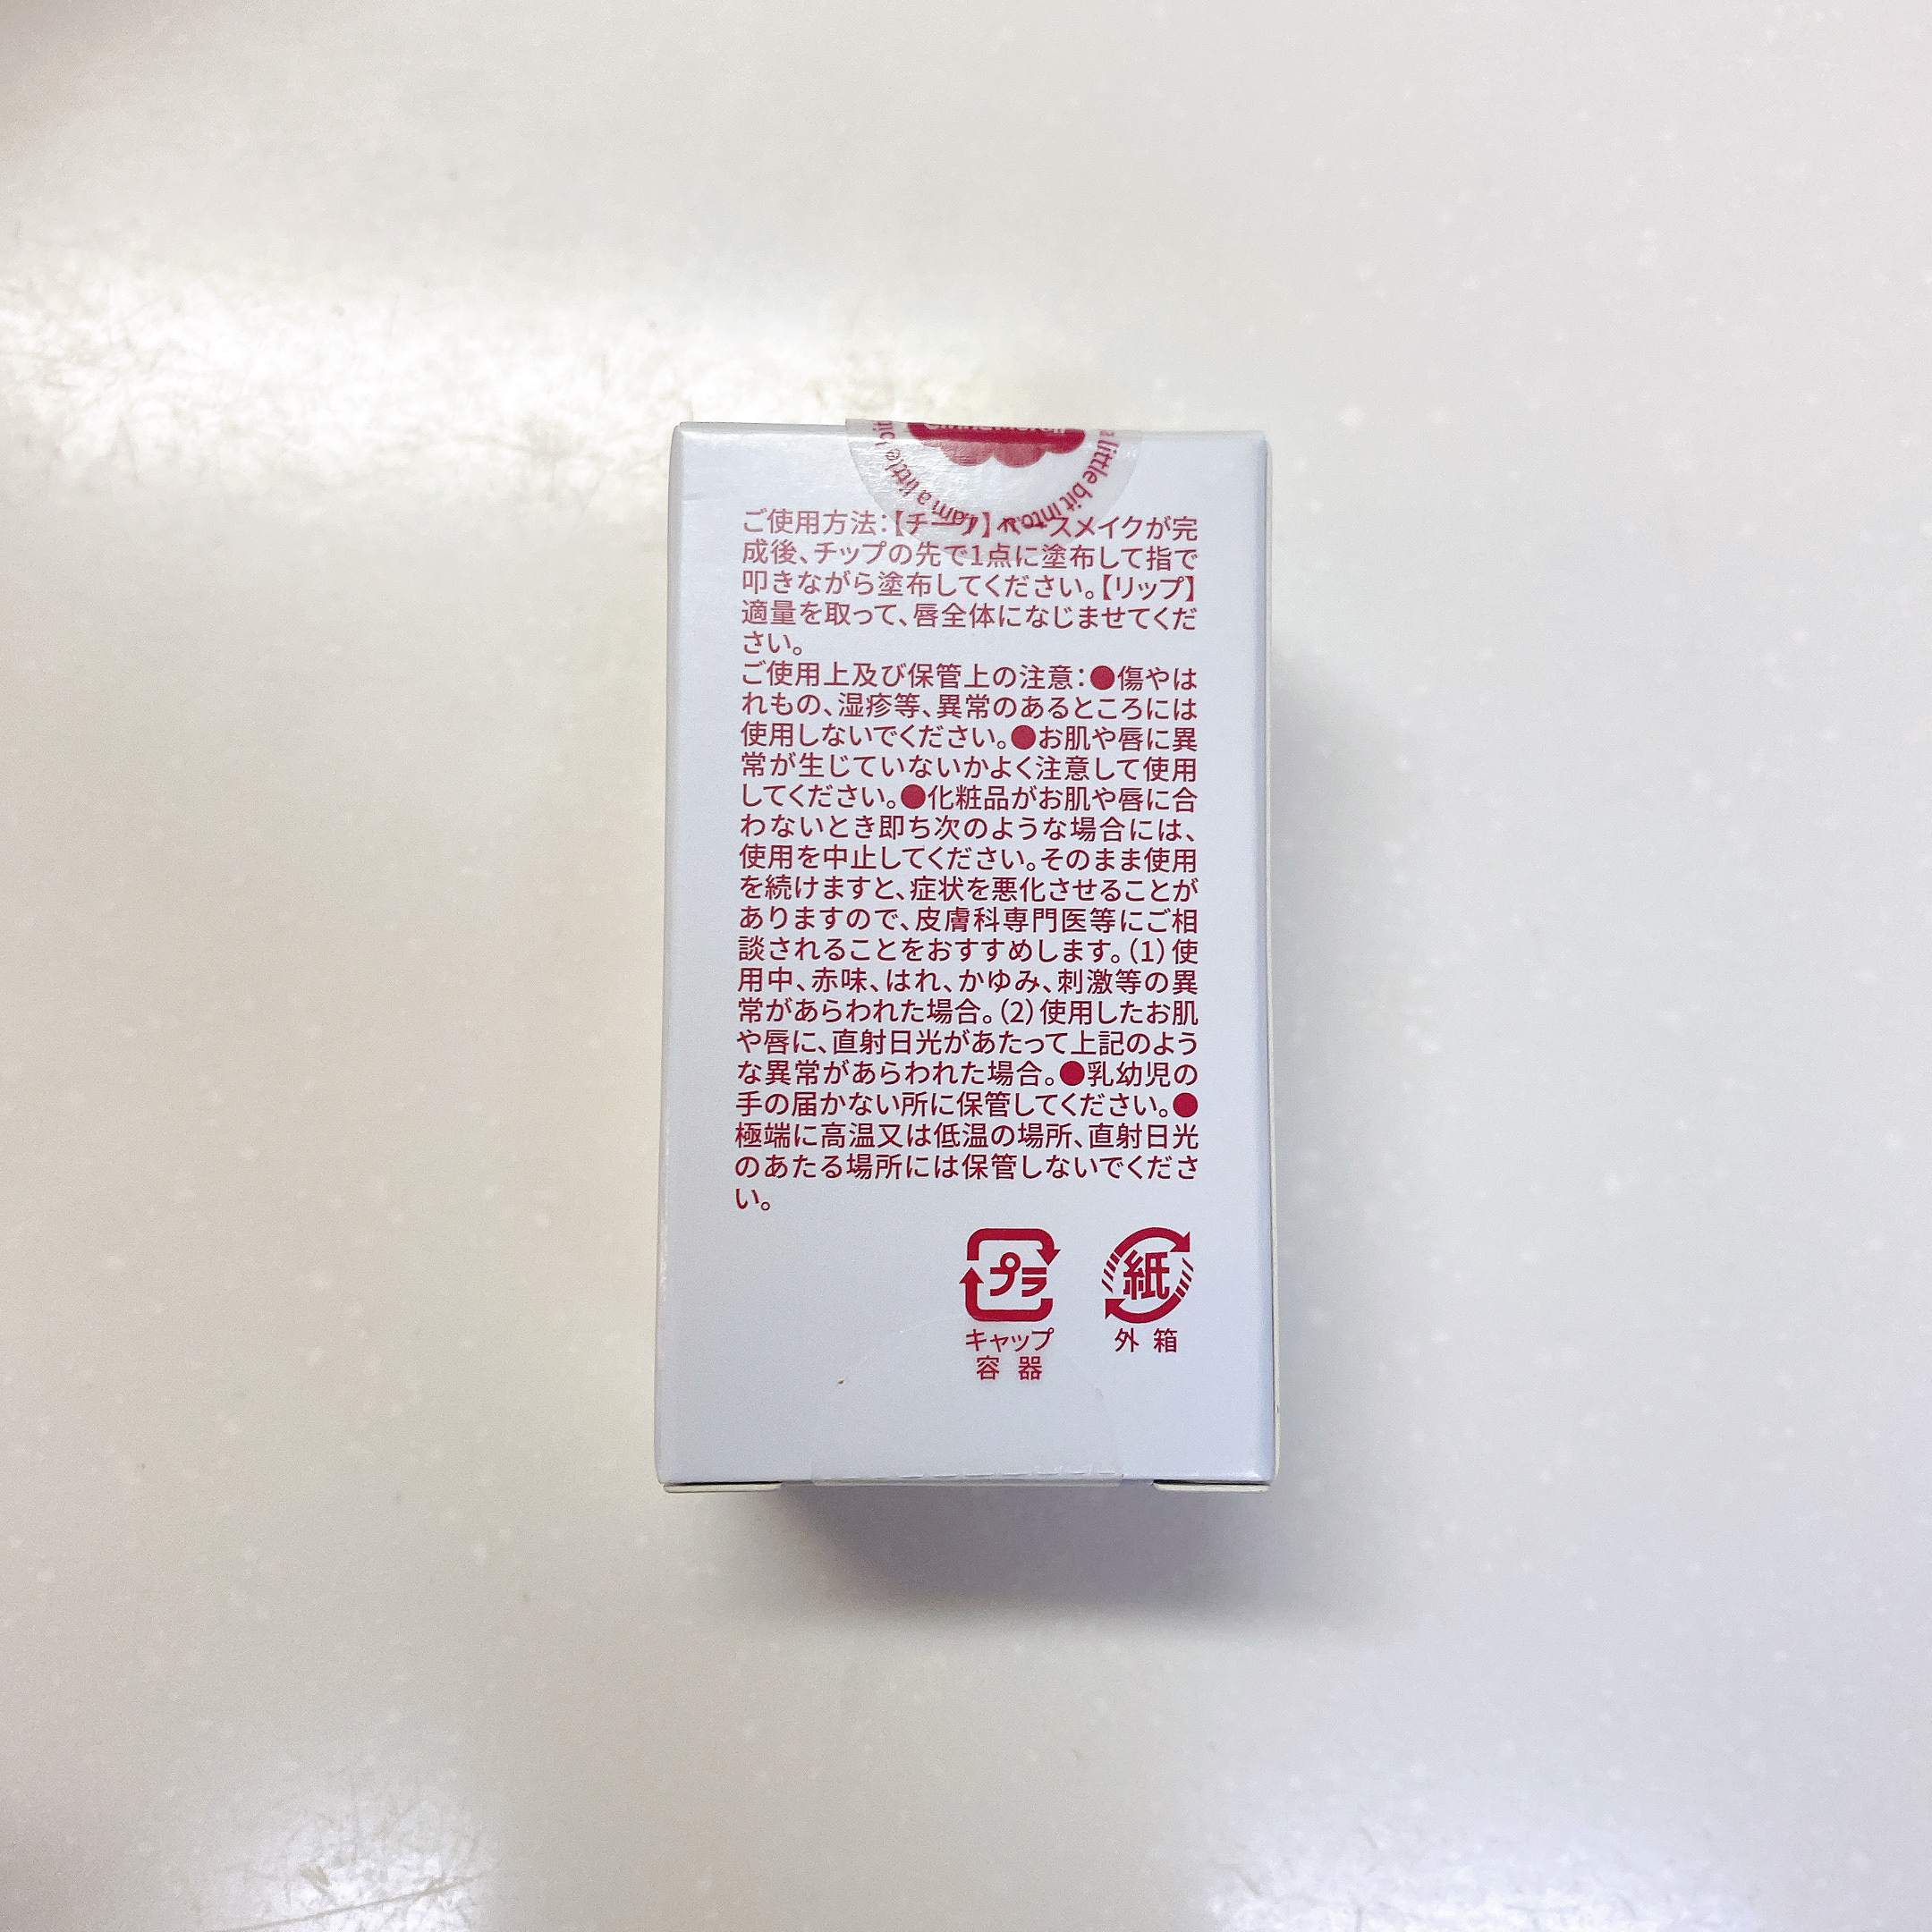 a little bit into
I am a little
ご使用方法：【チーク】ベースメイクが完
成後、チップの先で1点に塗布して指で
叩きながら塗布してください。【リップ】
適量を取って、唇全体になじませてくだ
さい。
ご使用上及び保管上の注意：●傷やは
れもの、湿疹等、異常のあるところには
使用しないでください。●お肌や唇に異
常が生じていないかよく注意して使用
してください。●化粧品がお肌や唇に合
わないとき即ち次のような場合には、
使用を中止してください。そのまま使用
を続けますと、症状を悪化させることが
ありますので、皮膚科専門医等にご相
談されることをおすすめします。（1）使
用中、赤味、はれ、かゆみ、刺激等の異
常があらわれた場合。（2）使用したお肌
や唇に、直射日光があたって上記のよう
な異常があらわれた場合。●乳幼児の
手の届かない所に保管してください。●
極端に高温又は低温の場所、直射日光
のあたる場所には保管しないでくださ
い。
プラ
キャップ
容器
紙
外箱